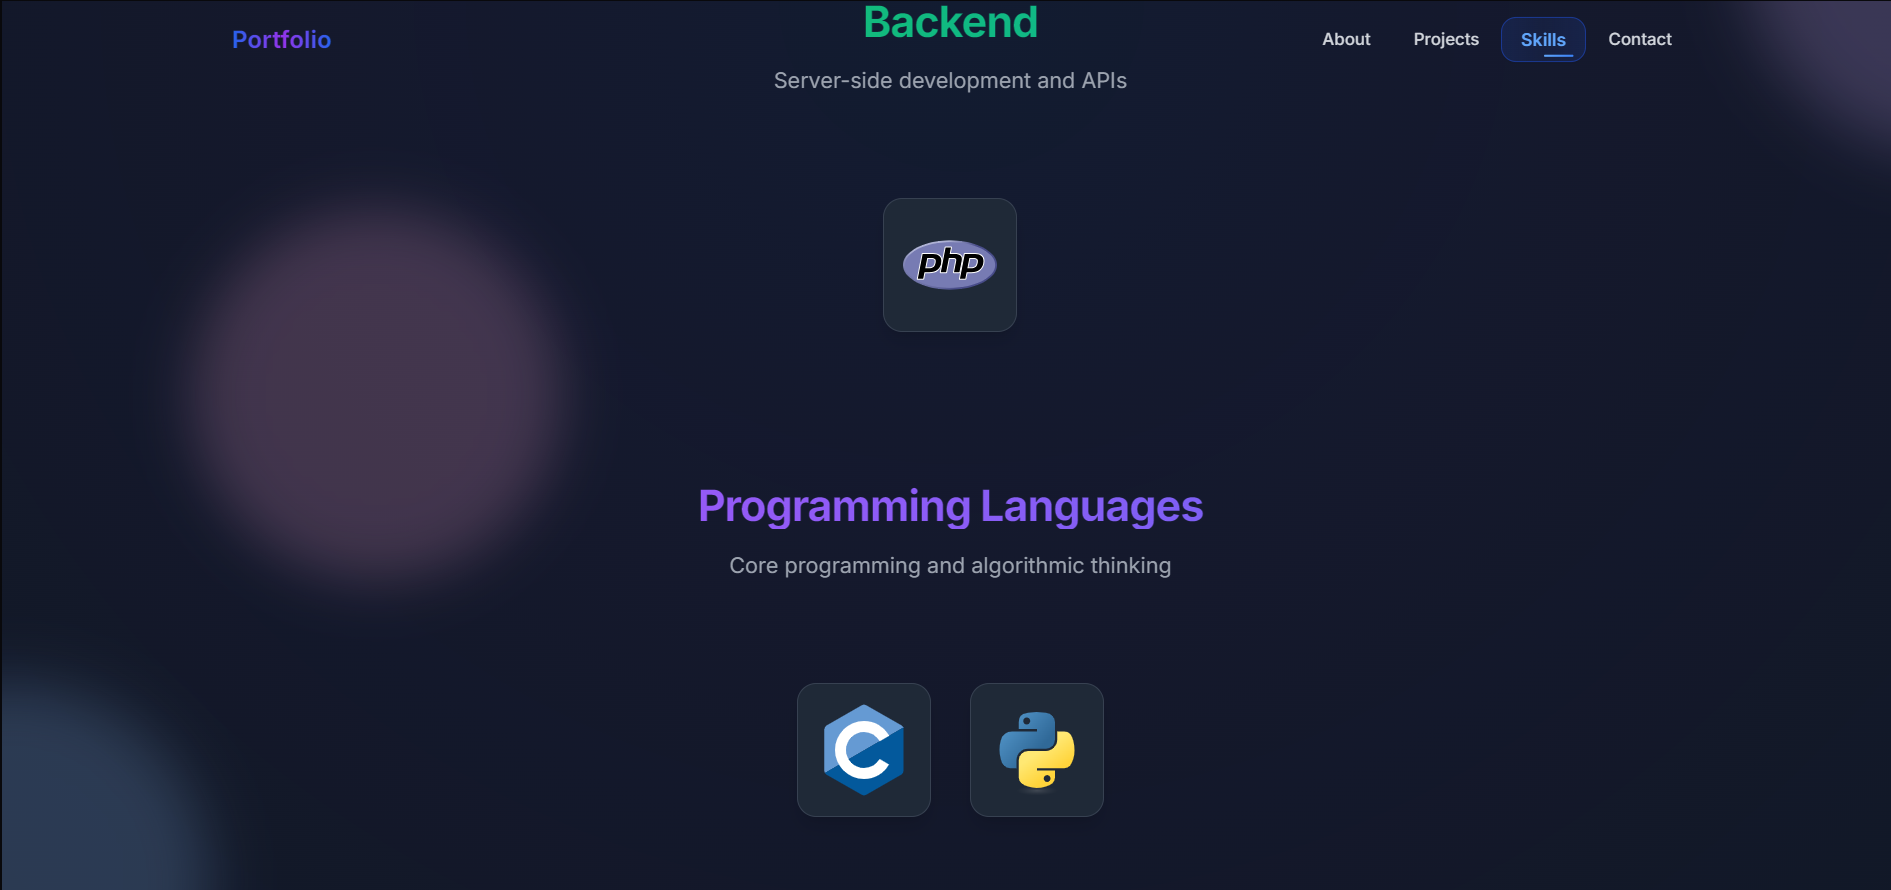 Backend
Portfolio
About
Projects
Skills
Contact
Server-side development and APIs
php
Programming Languages
Core programming and algorithmic thinking
C